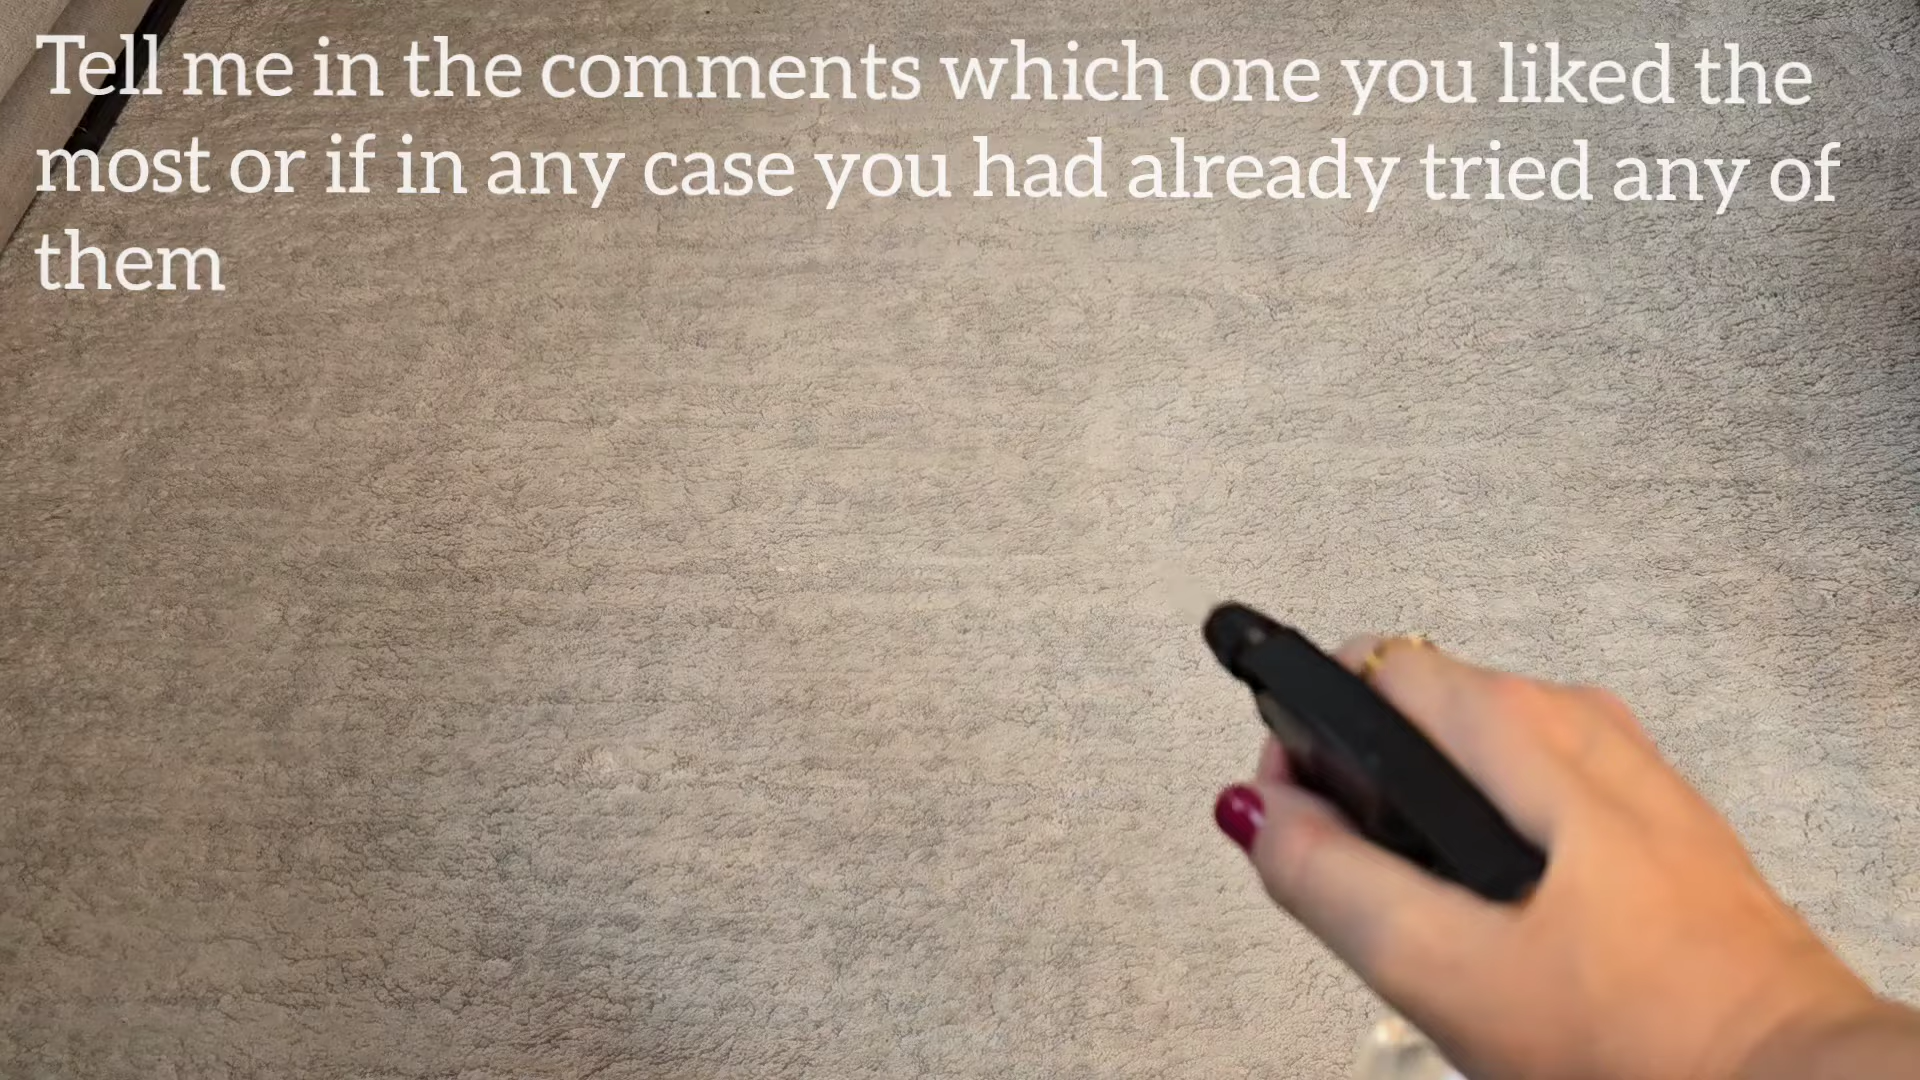 Tell me in the comments which one you liked the
most or if in any case you had already tried any of
them